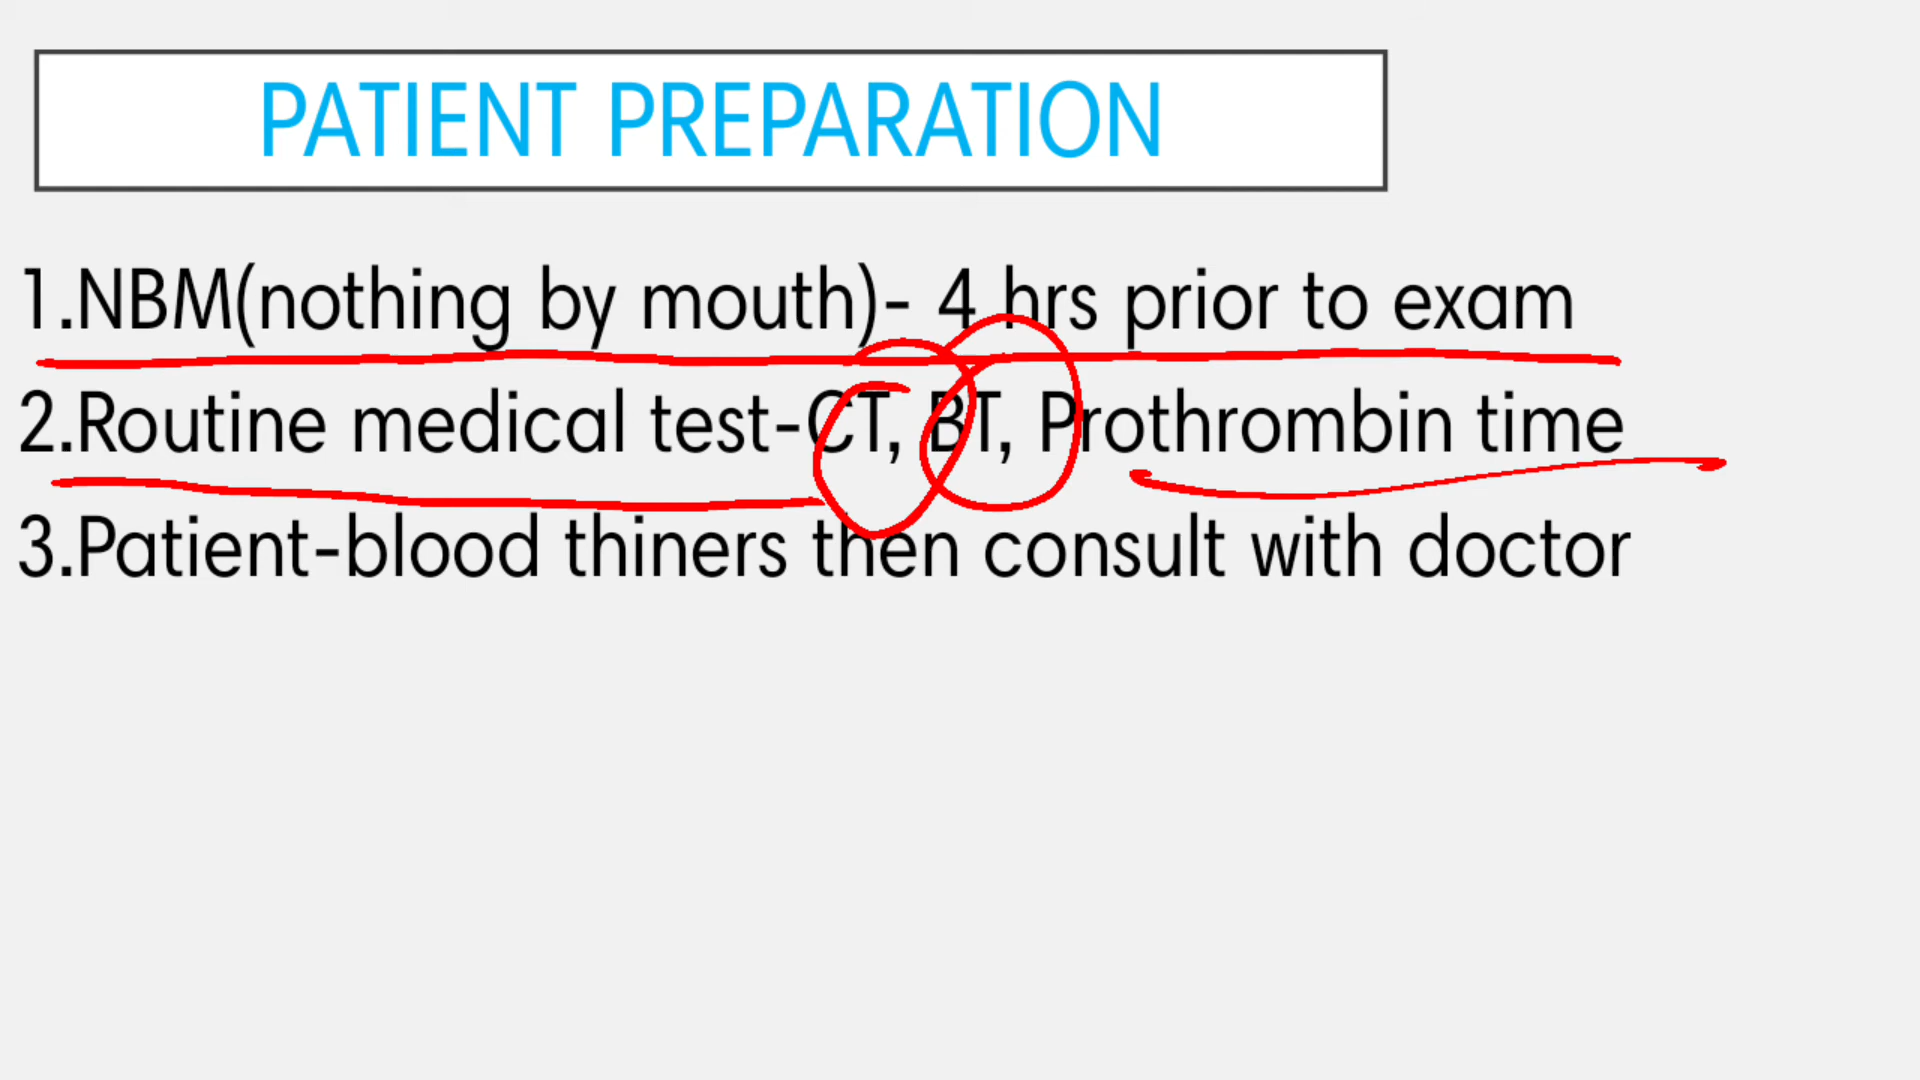 PATIENT PREPARATION
1.NBM(nothing by mouth)- 4 hrs prior to exam
2.Routine medical test-CT, BT, Prothrombin time
3.Patient-blood thiners then consult with doctor